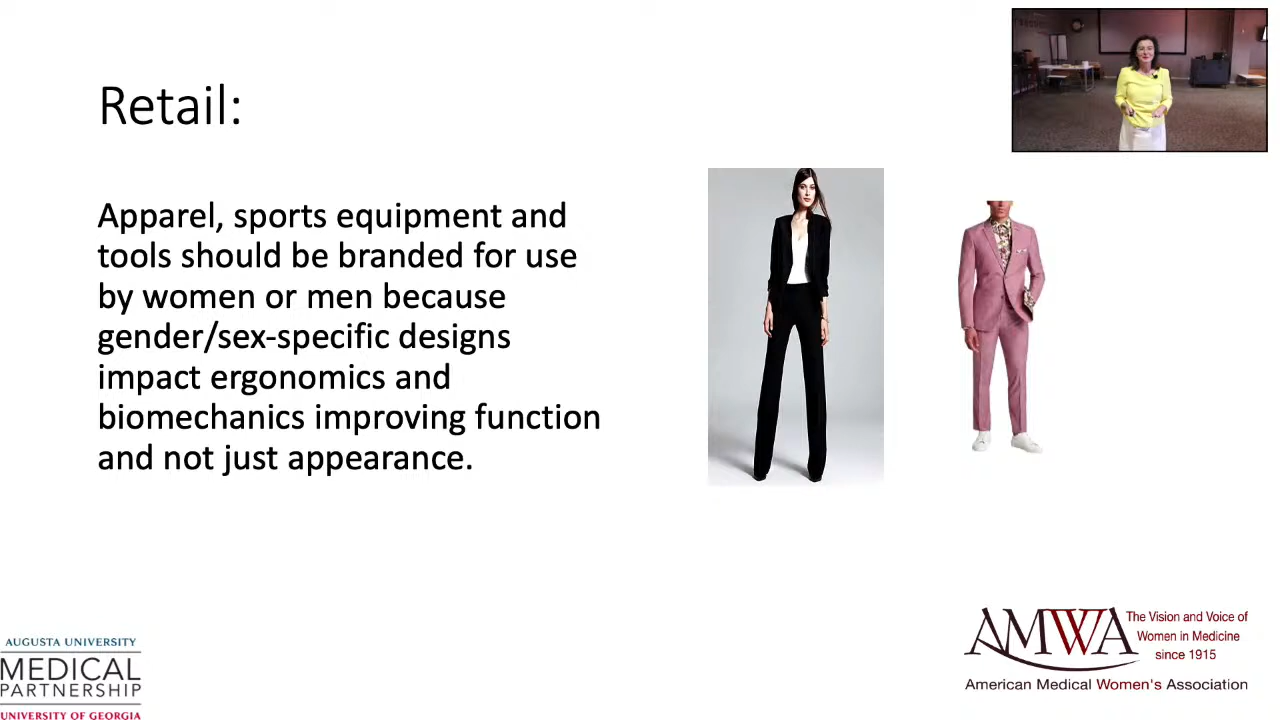 Retail:
Apparel, sports equipment and
tools should be branded for use
by women or men because
gender/sex-specific designs
impact ergonomics and
biomechanics improving function
and not just appearance.
AUGUSTA UNIVERSITY
MEDICAL
PARTNERSHIP
UNIVERSITY OF GEORGIA
AMWA
The Vision and Voice of
Women in Medicine
since 1915
American Medical Women's Association